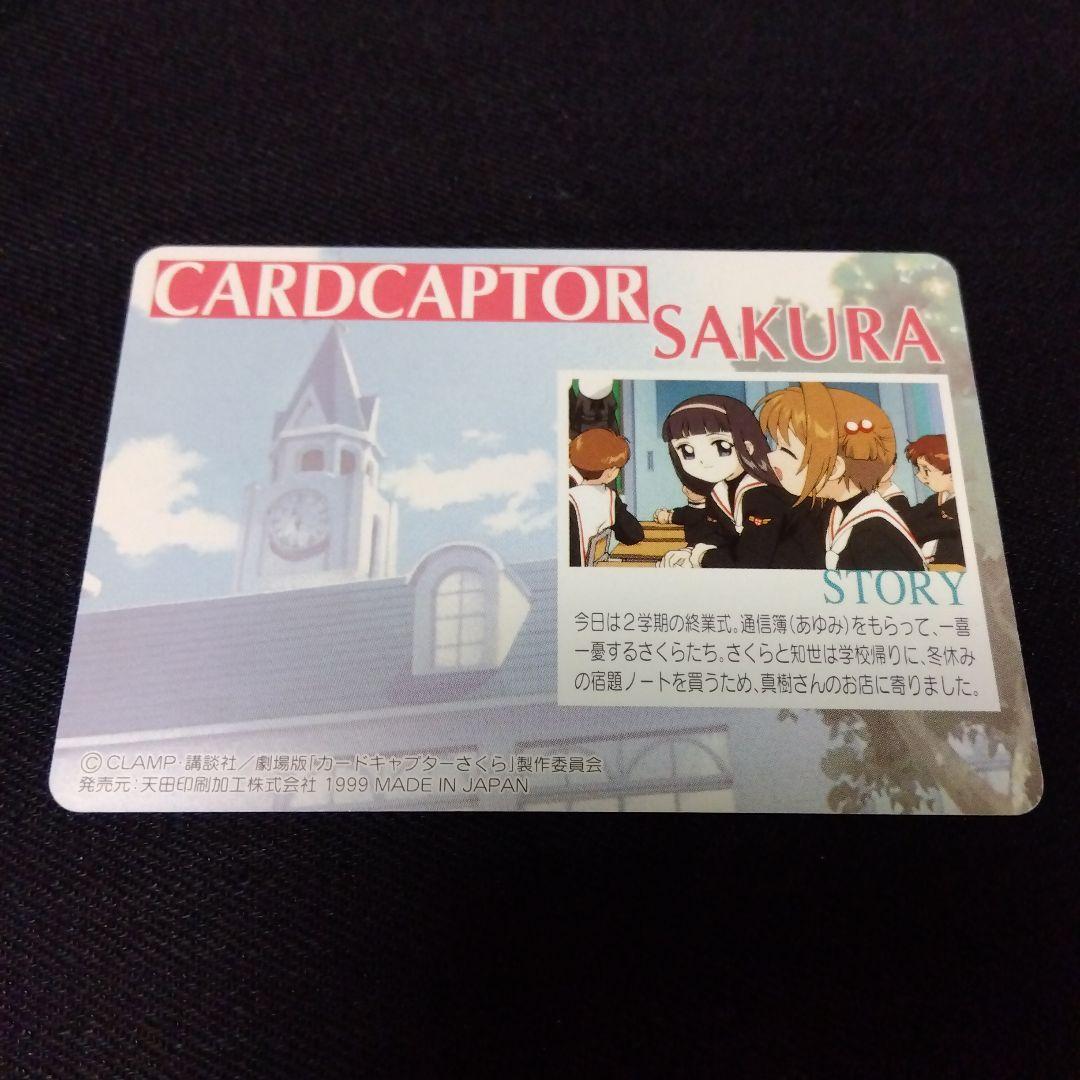 CARDCAPTOR
SAKURA
STORY
今日は2学期の終業式。通信簿(あゆみ)をもらって、一喜
一憂するさくらたち。さくらと知世は学校帰りに、冬休み
の宿題ノートを買うため、真樹さんのお店に寄りました。
©CLAMP・講談社／劇場版「カードキャプターさくら」製作委員会
発売元：天田印刷加工株式会社 1999 MADE IN JAPAN